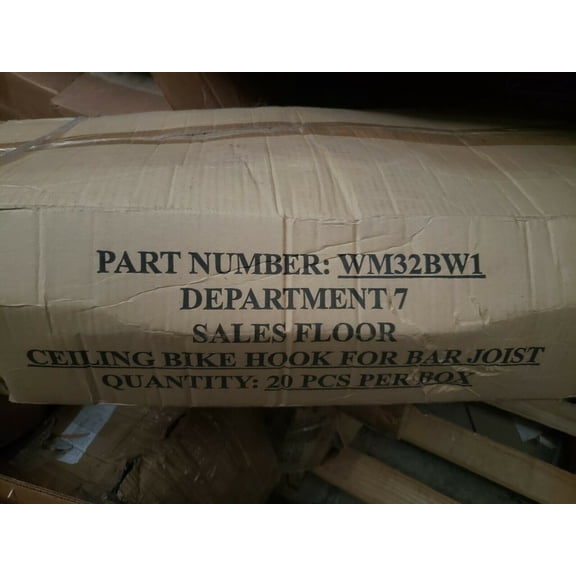 PART NUMBER: WM32BW1
DEPARTMENT 7
SALES FLOOR
CEILING BIKE HOOK FOR BAR JOIST
QUANTITY: 20 PCS PER BOX